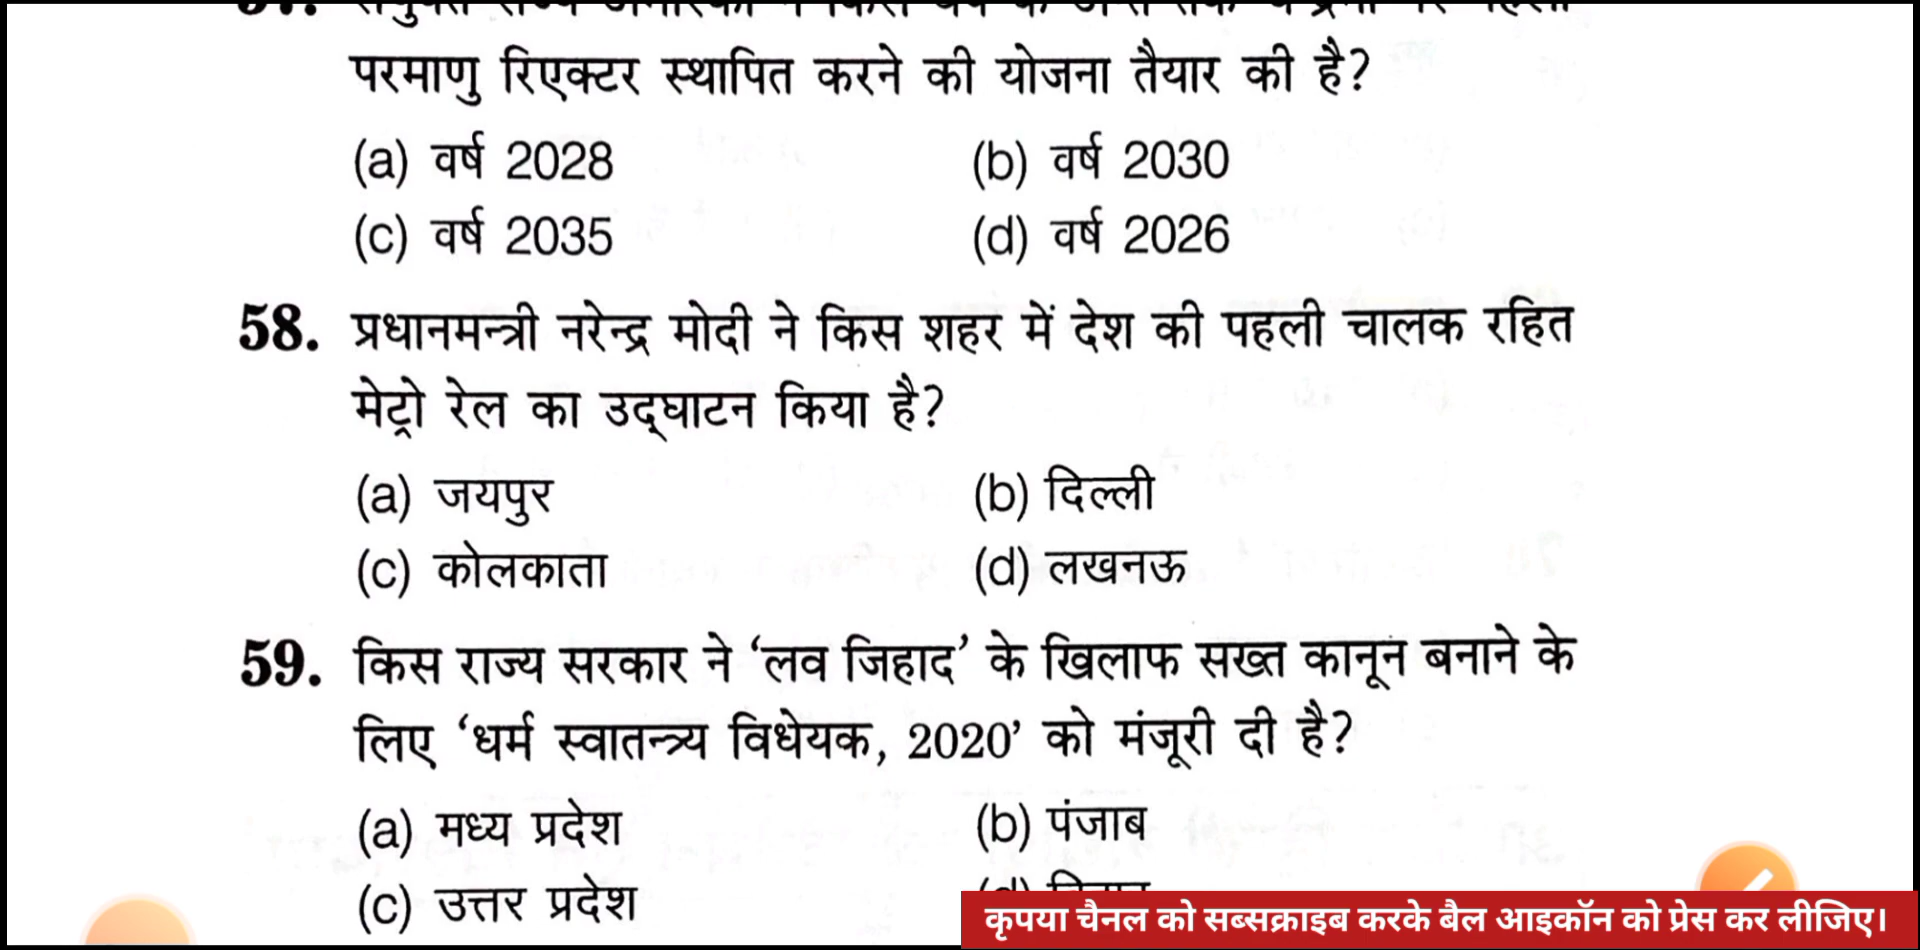 परमाणु रिएक्टर स्थापित करने की योजना तैयार की है?
(a) वर्ष 2028 (b) वर्ष 2030
(c) वर्ष 2035 (d) वर्ष 2026
58. प्रधानमन्त्री नरेन्द्र मोदी ने किस शहर में देश की पहली चालक रहित
मेट्रो रेल का उद्‌घाटन किया है?
(a) जयपुर (b) दिल्ली
(c) कोलकाता (d) लखनऊ
59. किस राज्य सरकार ने ‘लव जिहाद’ के खिलाफ सख्त कानून बनाने के
लिए ‘धर्म स्वातन्त्र्य विधेयक, 2020’ को मंजूरी दी है?
(a) मध्य प्रदेश (b) पंजाब
(c) उत्तर प्रदेश
कृपया चैनल को सब्सक्राइब करके बैल आइकॉन को प्रेस कर लीजिए।